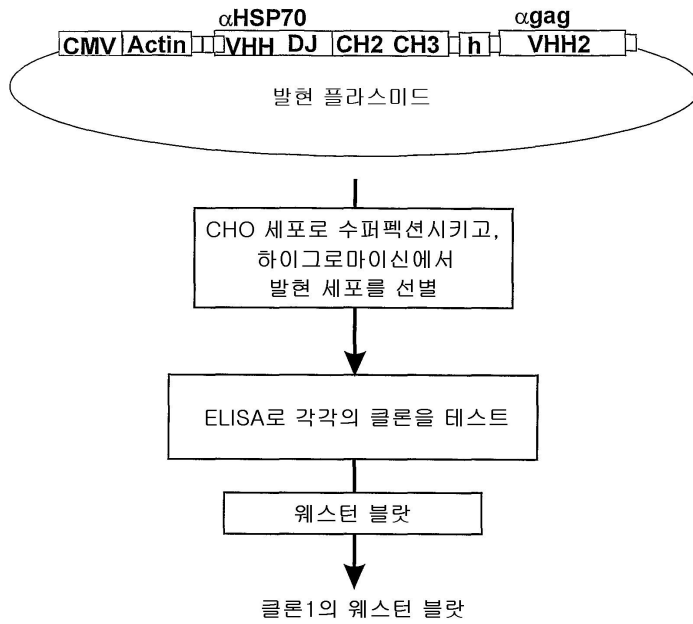 αHSP70 αgag
CMV Actin VHH DJ CH2 CH3 h VHH2
발현 플라스미드
CHO 세포로 수퍼펙션시키고,
하이그로마이신에서
발현 세포를 선별
ELISA로 각각의 클론을 테스트
웨스턴 블랏
클론1의 웨스턴 블랏